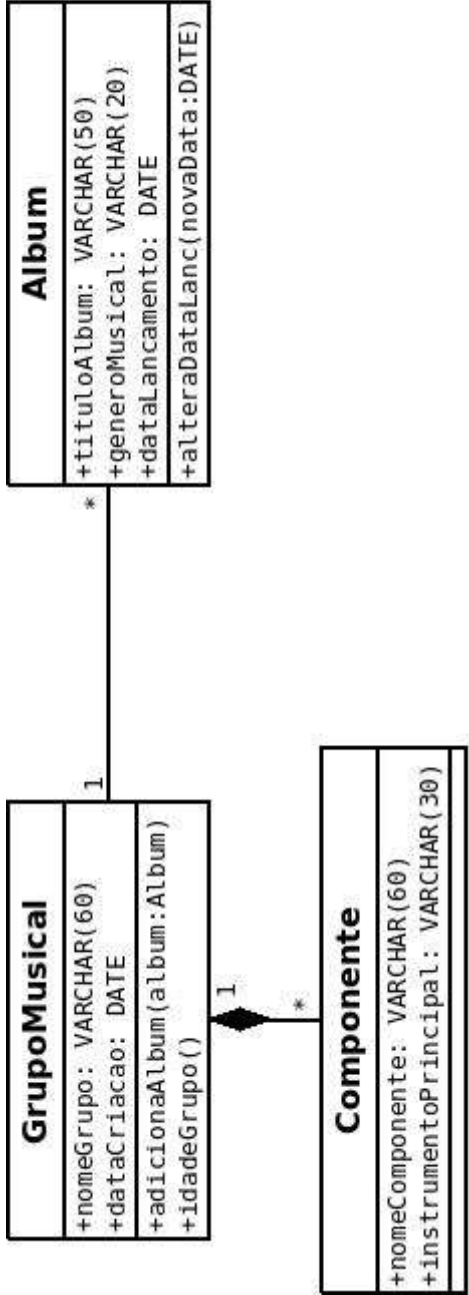 GrupoMusical
+nomeGrupo: VARCHAR(60)
+dataCriacao: DATE
+adicionaAlbum(album:Album)
+idadeGrupo()
1
*
Album
+tituloAlbum: VARCHAR(50)
+generoMusical: VARCHAR(20)
+dataLancamento: DATE
+alteraDataLanc(novaData:DATE)
1
*
Componente
+nomeComponente: VARCHAR(60)
+instrumentoPrincipal: VARCHAR(30)